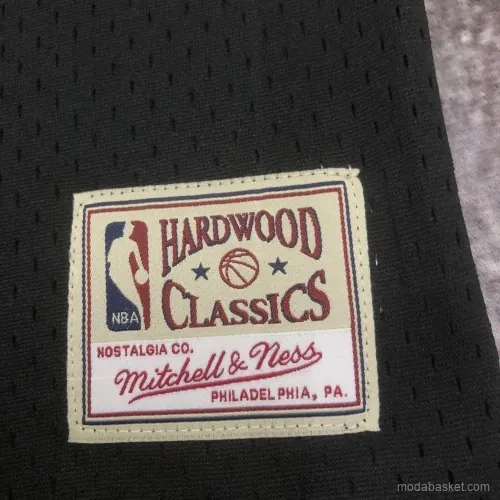 HARDWOOD
CLASSICS
NBA
NOSTALGIA CO.
Mitchell & Ness
PHILADELPHIA, PA.
modabasket.com